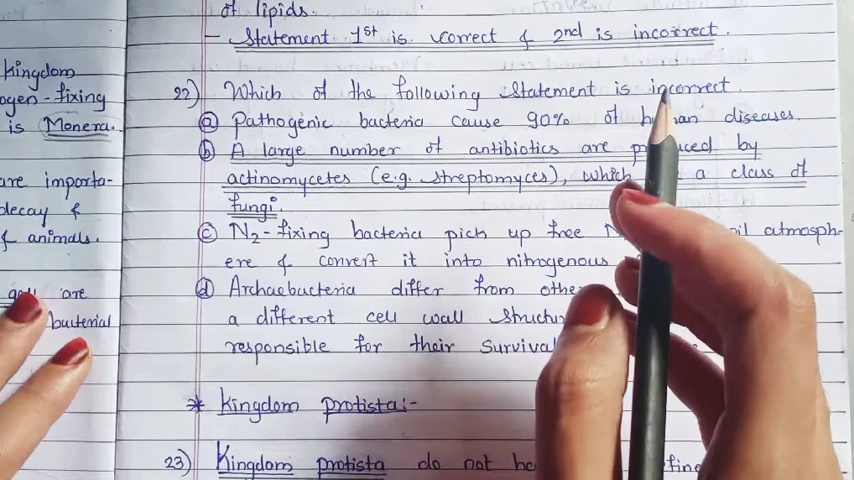 Kingdom
ogen-fixing
is Monera.
are importa-
decay &
f animals.
are
bacterial
of lipids.
- Statement 1st is correct & 2nd is incorrect.
22) Which of the following Statement is incorrect
(a) Pathogenic bacteria cause 90% of human diseases.
(b) A large number of antibiotics are produced by
actinomycetes (e.g. Streptomyces), which a class of
fungi.
(c) N2-fixing bacteria pick up free atmosph-
ere & convert it into nitrogenous
(d) Archaebacteria differ from other
a different cell wall
responsible for their Survival
* Kingdom protista:-
23) Kingdom protista do not